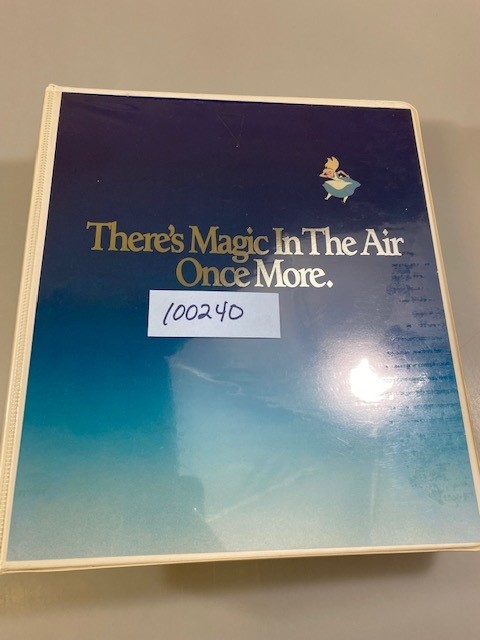 There's Magic In The Air
Once More.
100240